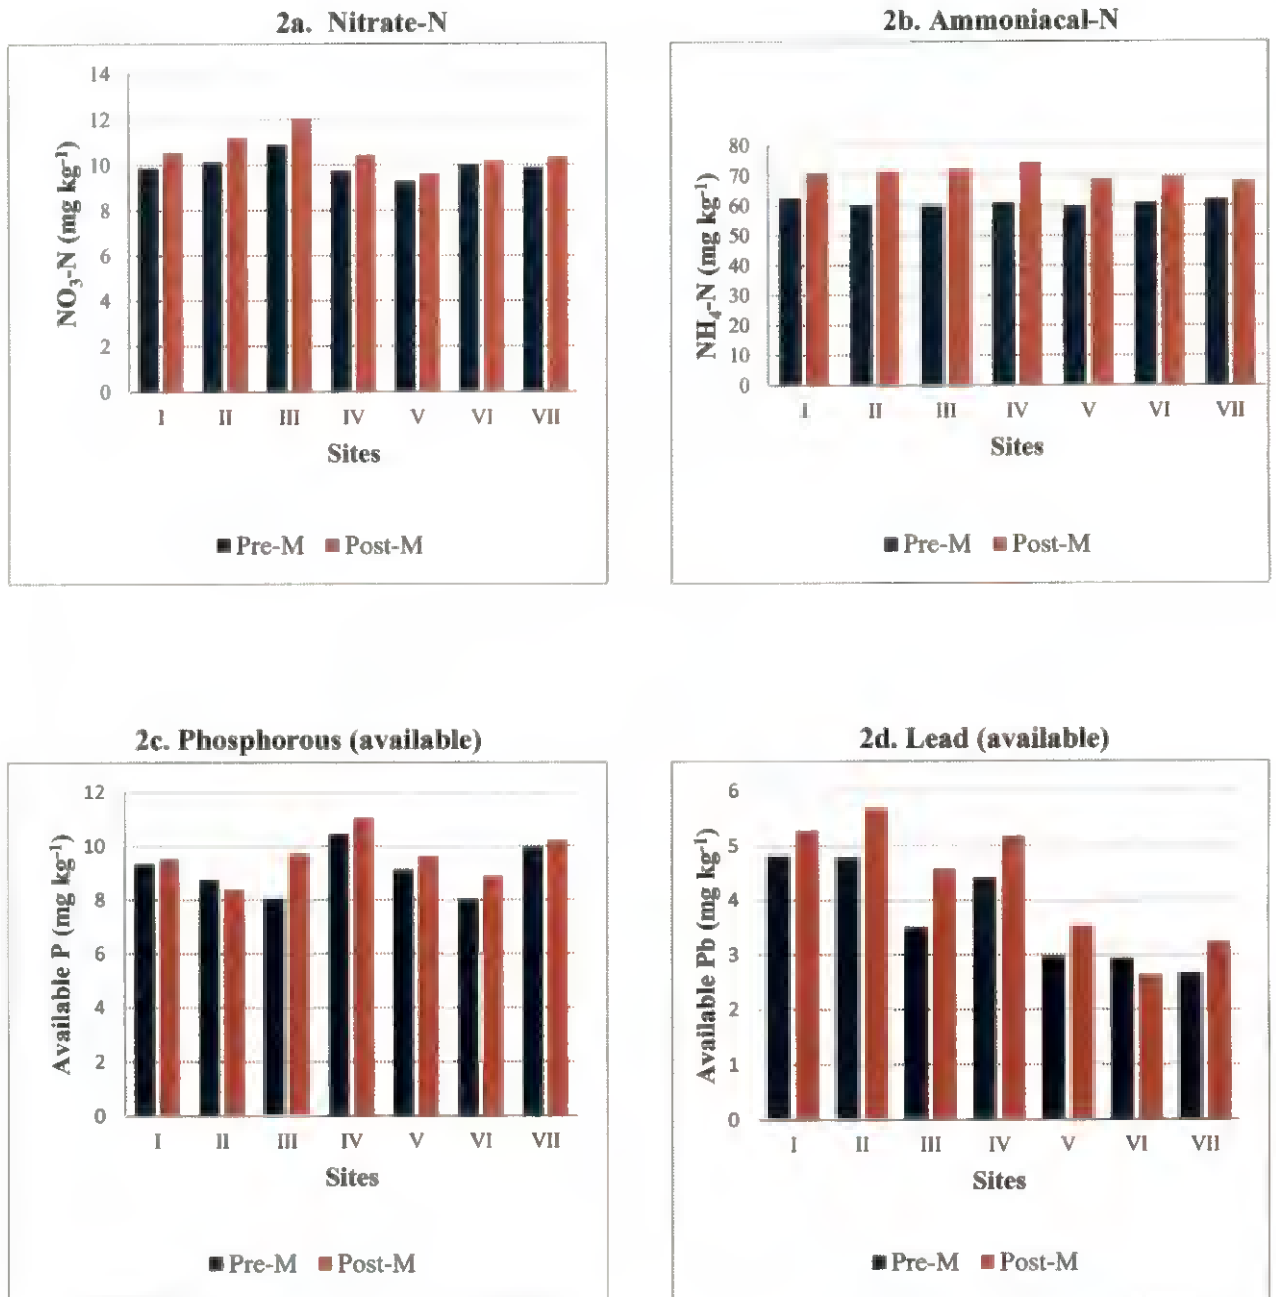 2a. Nitrate-N
14
12
10
8
6
4
2
0
NO₃-N (mg kg⁻¹)
I II III IV V VI VII
Sites
Pre-M Post-M
2b. Ammoniacal-N
80
70
60
50
40
30
20
10
0
NH₄-N (mg kg⁻¹)
I II III IV V VI VII
Sites
Pre-M Post-M
2c. Phosphorous (available)
12
10
8
6
4
2
0
Available P (mg kg⁻¹)
I II III IV V VI VII
Sites
Pre-M Post-M
2d. Lead (available)
6
5
4
3
2
1
0
Available Pb (mg kg⁻¹)
I II III IV V VI VII
Sites
Pre-M Post-M